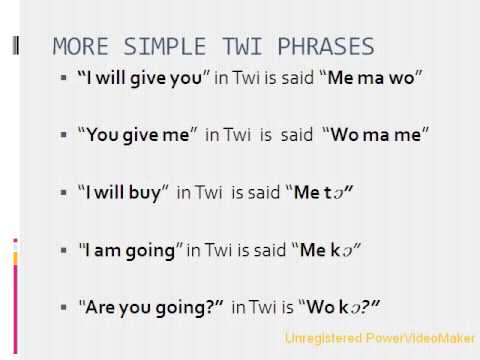 MORE SIMPLE TWI PHRASES
▪ “I will give you” in Twi is said “Me ma wo”
▪ “You give me” in Twi is said “Wo ma me”
▪ “I will buy” in Twi is said “Me tɔ”
▪ "I am going” in Twi is said “Me kɔ”
▪ "Are you going?” in Twi is “Wo kɔ?”
Unregistered PowerVideoMaker